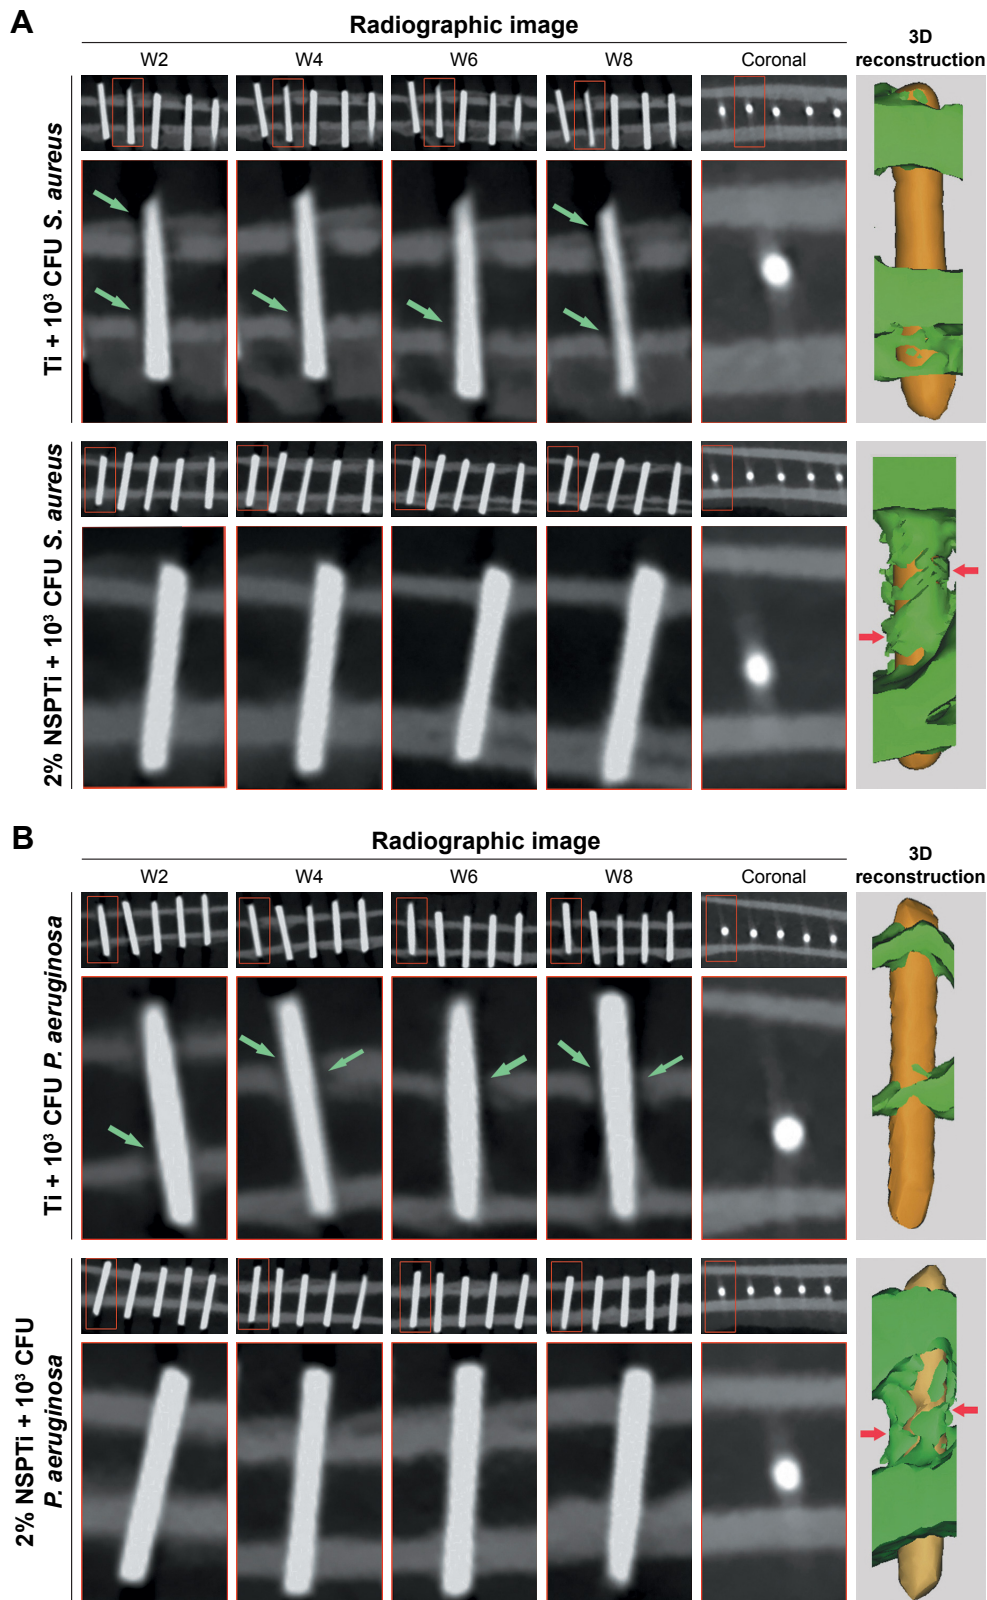 A
Radiographic image
W2 W4 W6 W8 Coronal
3D
reconstruction
Ti + 10³ CFU S. aureus
2% NSPTi + 10³ CFU S. aureus
B
Radiographic image
W2 W4 W6 W8 Coronal
3D
reconstruction
Ti + 10³ CFU P. aeruginosa
2% NSPTi + 10³ CFU
P. aeruginosa